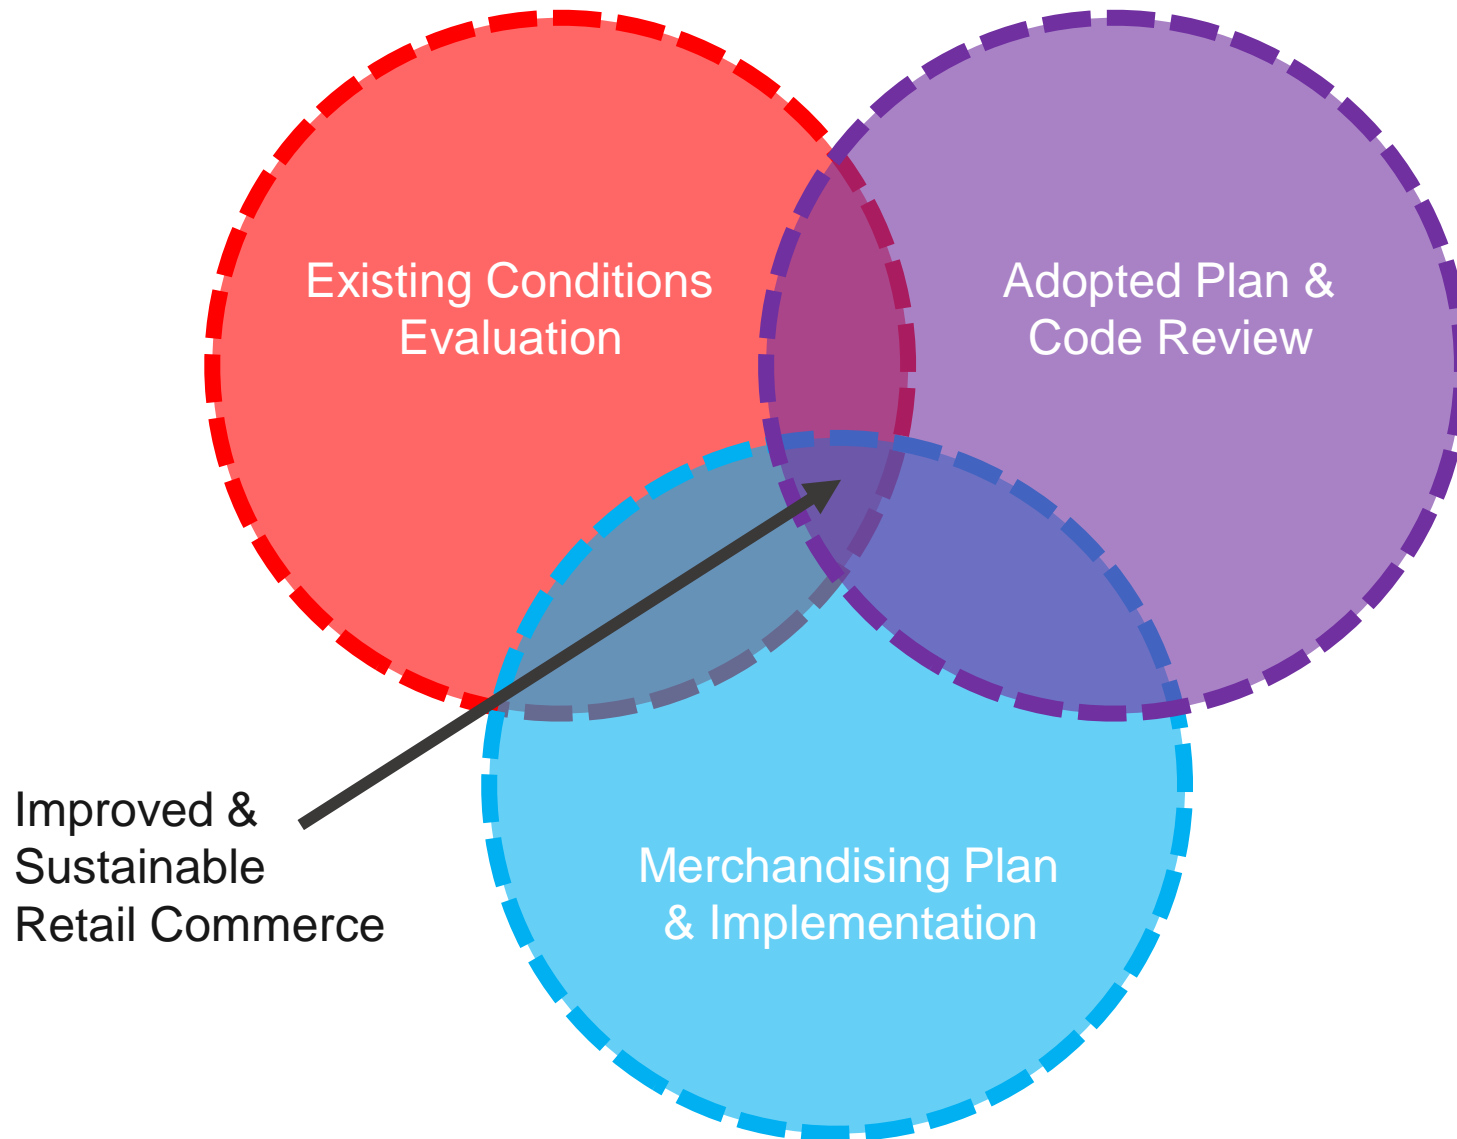 Existing Conditions
Evaluation
Adopted Plan &
Code Review
Improved &
Sustainable
Retail Commerce
Merchandising Plan
& Implementation